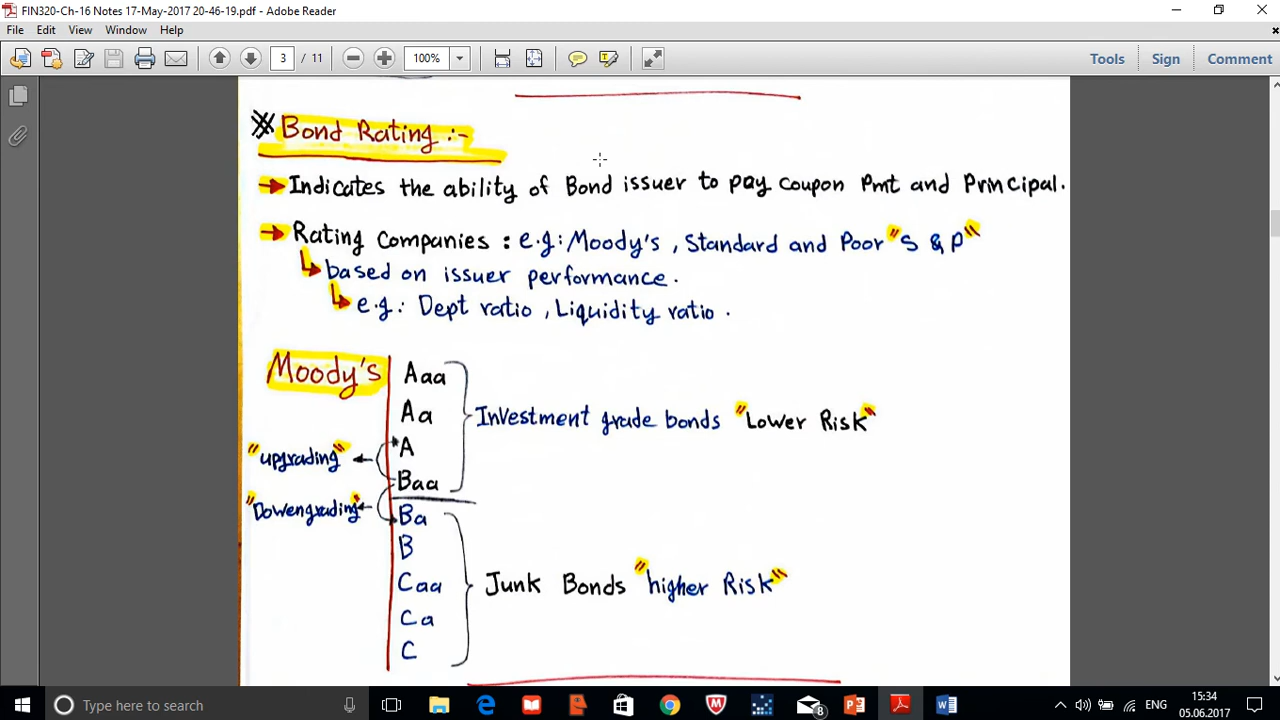 FIN320-Ch-16 Notes 17-May-2017 20-46-19.pdf - Adobe Reader
File Edit View Window Help
3 / 11 100% Tools Sign Comment
Bond Rating :-
Indicates the ability of Bond issuer to pay Coupon Pmt and Principal.
Rating Companies : e.g: Moody's , Standard and Poor "S & P"
based on issuer performance .
e.g.: Dept ratio , Liquidity ratio .
Moody's
Aaa
Aa
A
Baa
Investment grade bonds "Lower Risk"
"upgrading"
"Dowengrading"
Ba
B
Caa
Ca
C
Junk Bonds "higher Risk"
Type here to search
8
ENG
15:34
05.06.2017